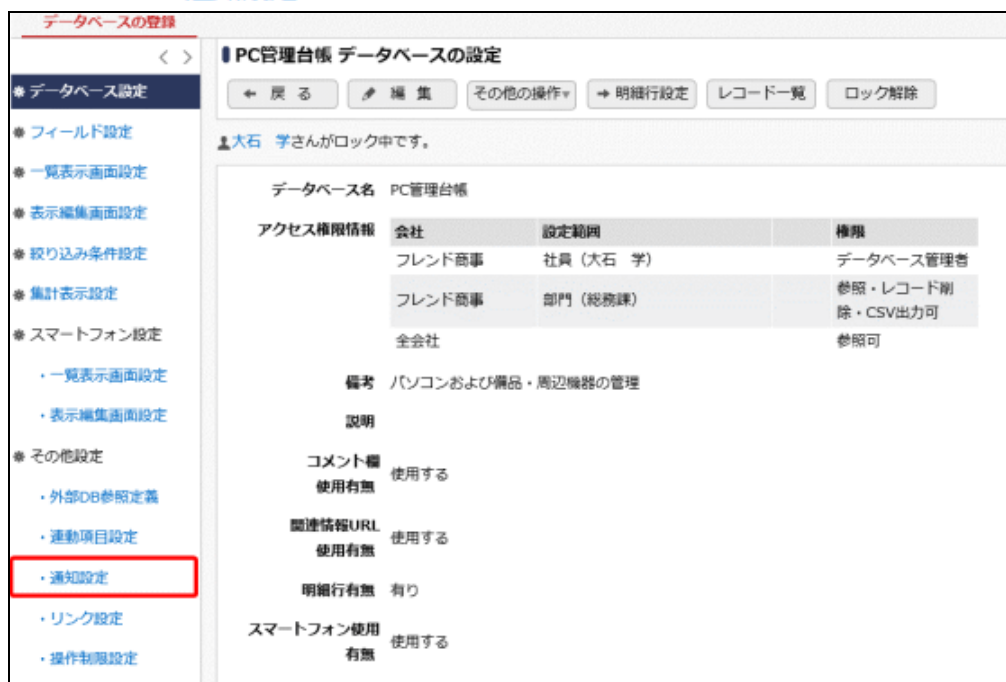 データベースの登録
< >
データベース設定
フィールド設定
一覧表示画面設定
表示編集画面設定
絞り込み条件設定
集計表示設定
スマートフォン設定
・一覧表示画面設定
・表示編集画面設定
その他設定
・外部DB参照定義
・連動項目設定
・通知設定
・リンク設定
・操作制限設定
PC管理台帳 データベースの設定
← 戻 る
編 集
その他の操作▼
→ 明細行設定
レコード一覧
ロック解除
大石 学さんがロック中です。
データベース名 PC管理台帳
アクセス権限情報 会社 設定範囲 権限
フレンド商事 社員（大石 学） データベース管理者
フレンド商事 部門（総務課） 参照・レコード削
除・CSV出力可
全会社 参照可
備考 パソコンおよび備品・周辺機器の管理
説明
コメント欄
使用有無 使用する
関連情報URL
使用有無 使用する
明細行有無 有り
スマートフォン使用
有無 使用する